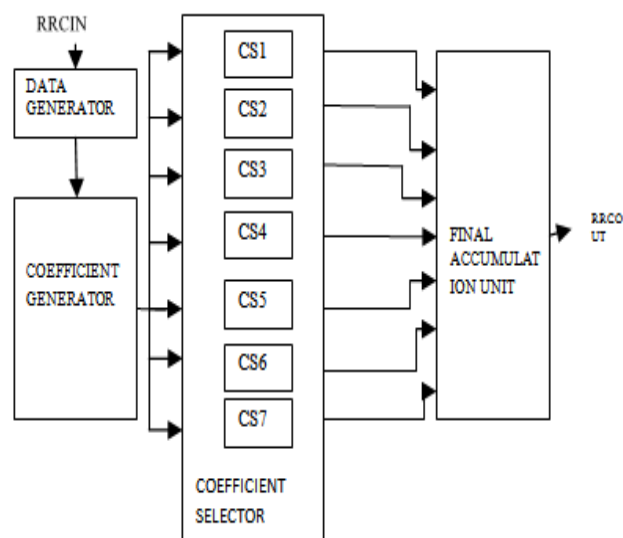 RRCIN
DATA
GENERATOR
COEFFICIENT
GENERATOR
CS1
CS2
CS3
CS4
CS5
CS6
CS7
COEFFICIENT
SELECTOR
FINAL
ACCUMULAT
ION UNIT
RRCO
UT